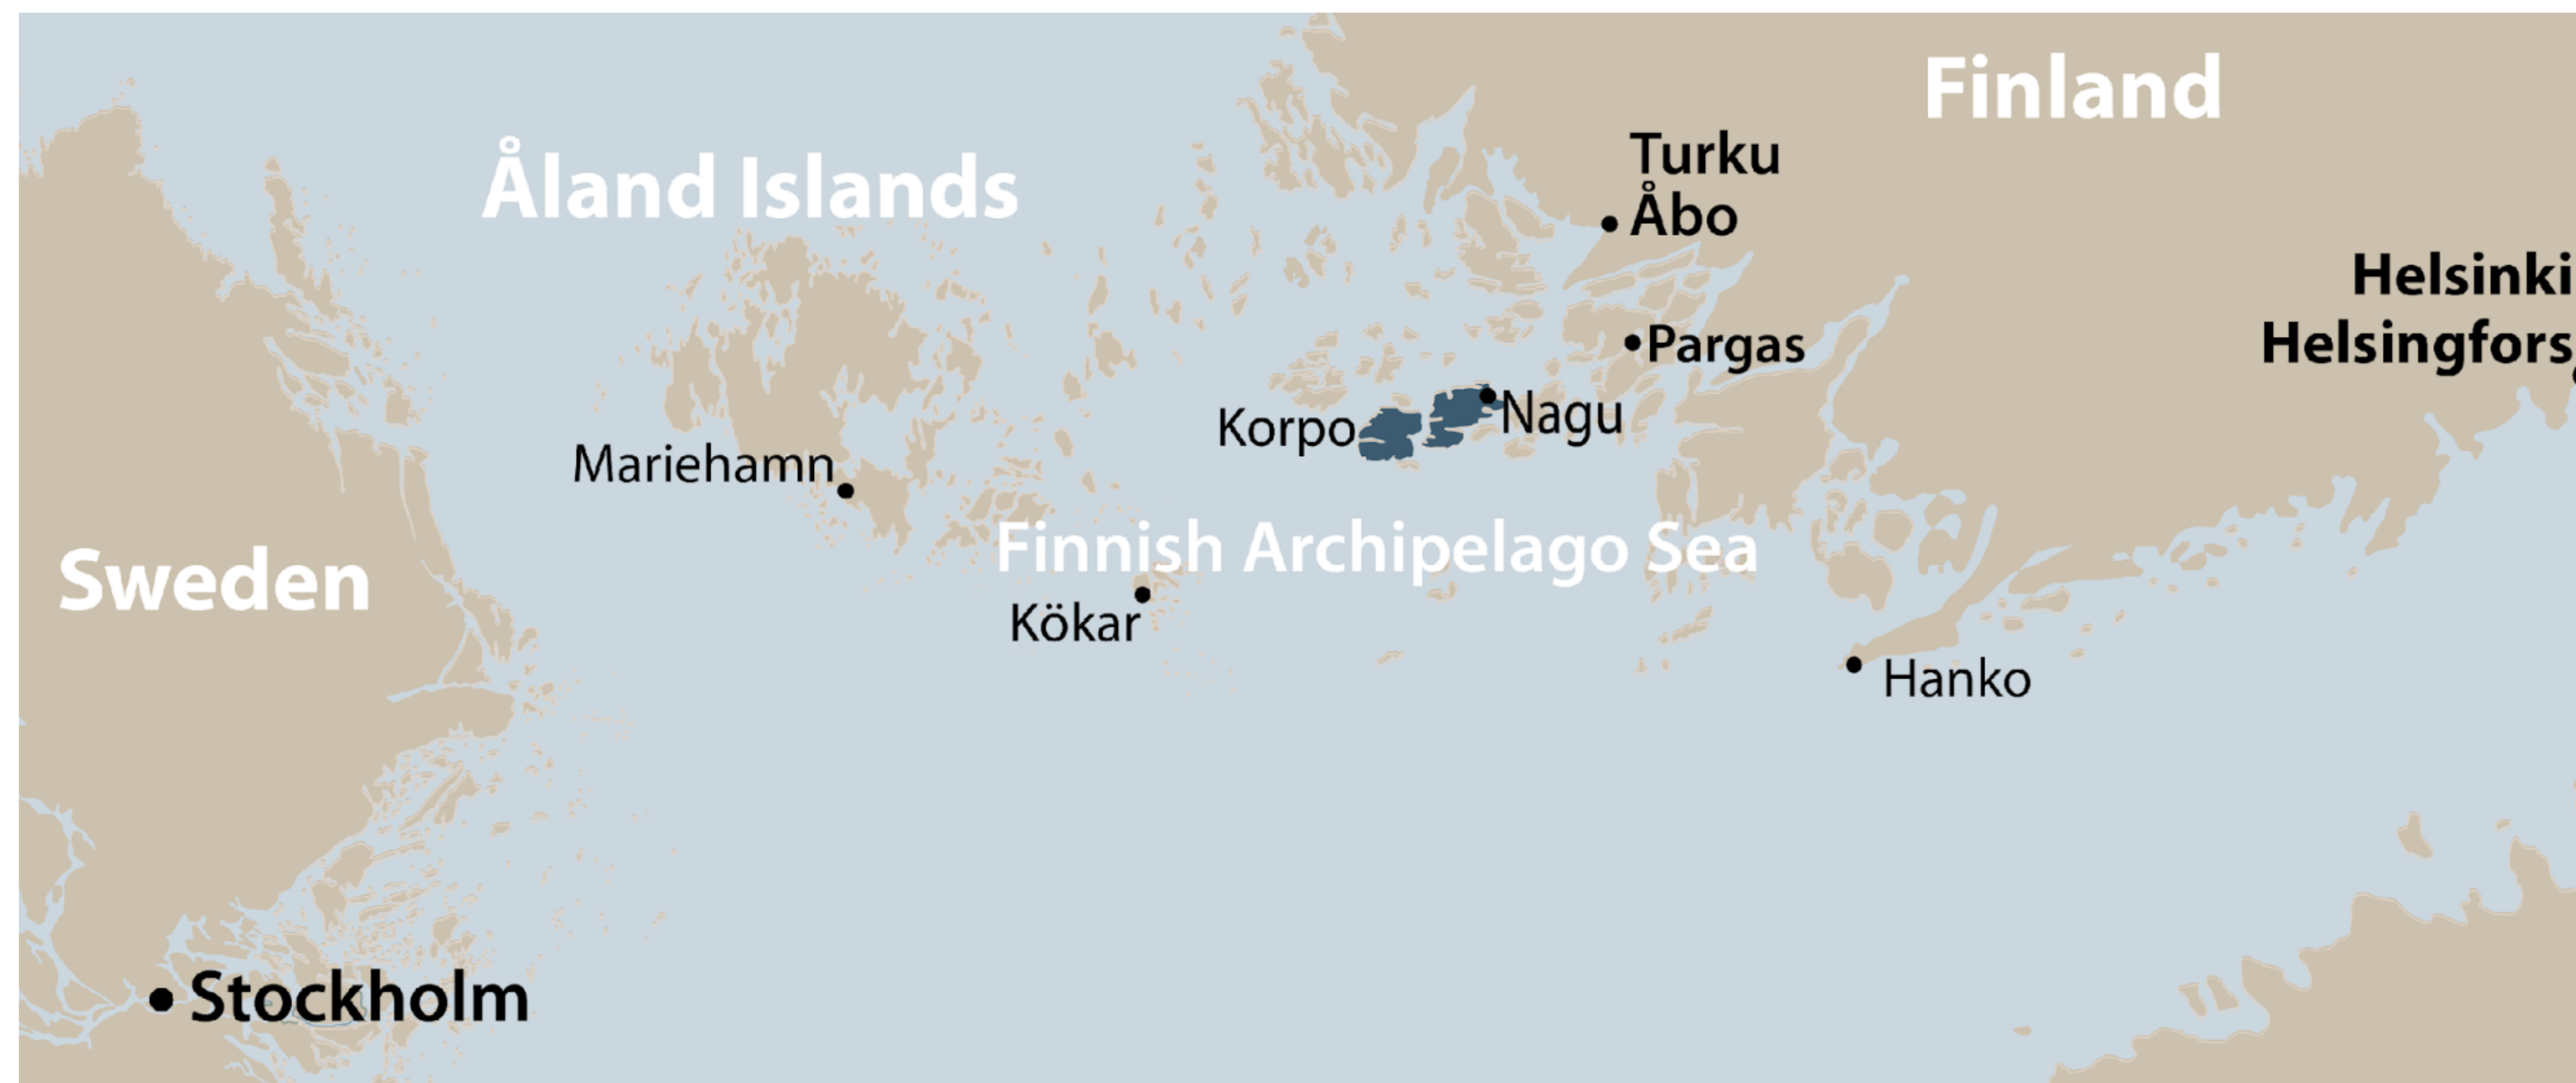 Finland
Turku
Åbo
Åland Islands
Helsinki
Helsingfors
Pargas
Korpo
Nagu
Mariehamn
Finnish Archipelago Sea
Sweden
Kökar
Hanko
Stockholm